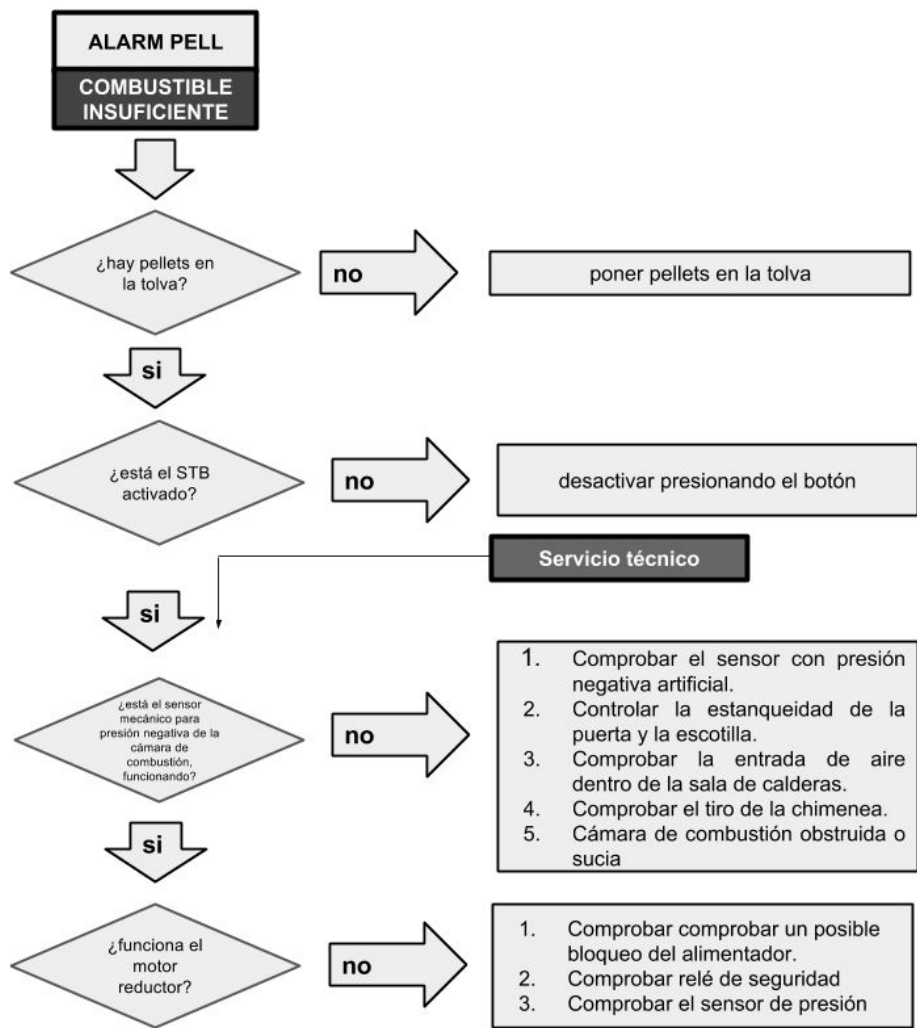 ALARM PELL
COMBUSTIBLE
INSUFICIENTE
¿hay pellets en
la tolva?
no
poner pellets en la tolva
si
¿está el STB
activado?
no
desactivar presionando el botón
Servicio técnico
si
¿está el sensor
mecánico para
presión negativa de la
cámara de
combustión,
funcionando?
no
1. Comprobar el sensor con presión
negativa artificial.
2. Controlar la estanqueidad de la
puerta y la escotilla.
3. Comprobar la entrada de aire
dentro de la sala de calderas.
4. Comprobar el tiro de la chimenea.
5. Cámara de combustión obstruida o
sucia
si
¿funciona el
motor
reductor?
no
1. Comprobar comprobar un posible
bloqueo del alimentador.
2. Comprobar relé de seguridad
3. Comprobar el sensor de presión